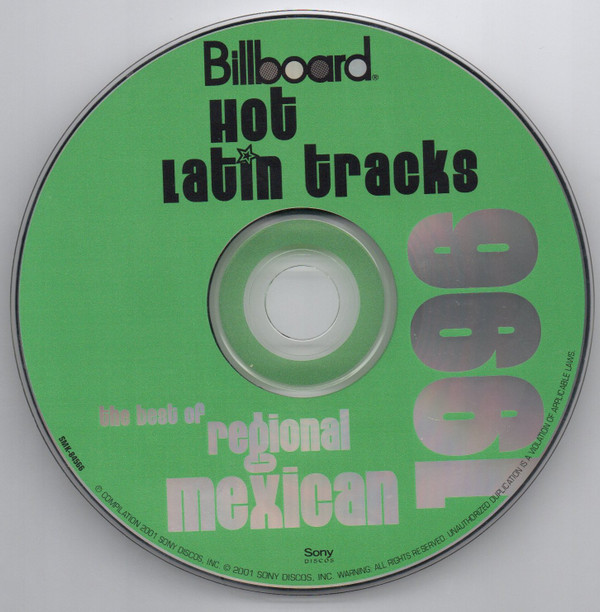 Billboard®
Hot
Latin tracks
1996
the best of
regional
mexican
SMK-84566
Sony
DISCOS
© COMPILATION 2001 SONY DISCOS, INC. © 2001 SONY DISCOS, INC. WARNING: ALL RIGHTS RESERVED. UNAUTHORIZED DUPLICATION IS A VIOLATION OF APPLICABLE LAWS.